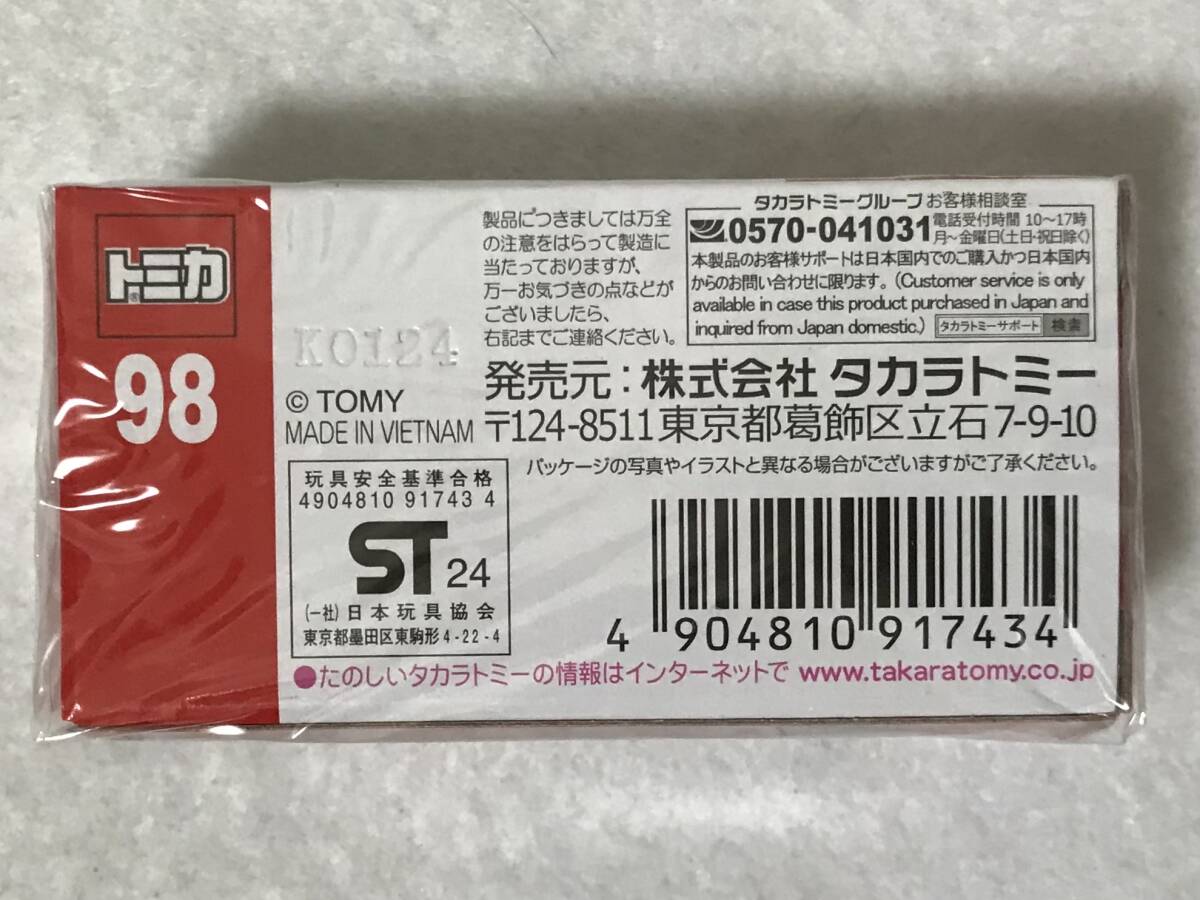 トミカ
®
98
K0124
© TOMY
MADE IN VIETNAM
製品につきましては万全
の注意をはらって製造に
当たっておりますが、
万一お気づきの点などが
ございましたら、
右記までご連絡ください。
タカラトミーグループ お客様相談室
0570-041031 電話受付時間 10〜17時
月〜金曜日(土日・祝日除く)
本製品のお客様サポートは日本国内でのご購入かつ日本国内
からのお問い合わせに限ります。(Customer service is only
available in case this product purchased in Japan and
inquired from Japan domestic.) タカラトミーサポート 検索
発売元:株式会社 タカラトミー
〒124-8511 東京都葛飾区立石7-9-10
パッケージの写真やイラストと異なる場合がございますがご了承ください。
玩具安全基準合格
4904810 91743 4
ST 24
(一社)日本玩具協会
東京都墨田区東駒形4-22-4
4 904810 917434
●たのしいタカラトミーの情報はインターネットで www.takaratomy.co.jp